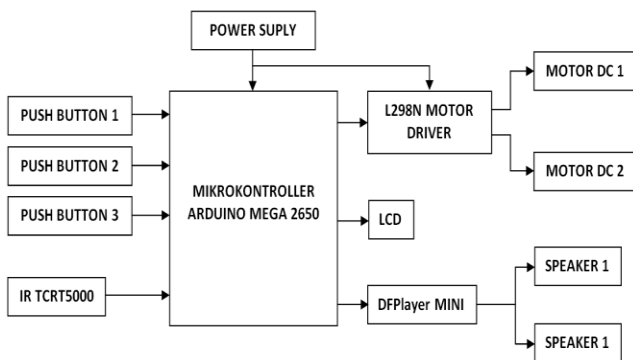 POWER SUPLY
PUSH BUTTON 1
PUSH BUTTON 2
PUSH BUTTON 3
IR TCRT5000
MIKROKONTROLLER
ARDUINO MEGA 2650
L298N MOTOR
DRIVER
LCD
DFPlayer MINI
MOTOR DC 1
MOTOR DC 2
SPEAKER 1
SPEAKER 1